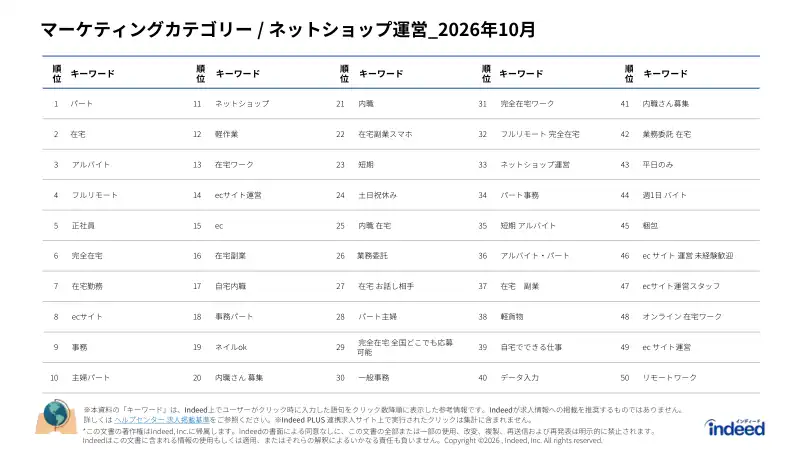 マーケティングカテゴリー / ネットショップ運営_2026年10月
順位 キーワード 順位 キーワード 順位 キーワード 順位 キーワード 順位 キーワード
1 パート 11 ネットショップ 21 内職 31 完全在宅ワーク 41 内職さん募集
2 在宅 12 軽作業 22 在宅副業スマホ 32 フルリモート 完全在宅 42 業務委託 在宅
3 アルバイト 13 在宅ワーク 23 短期 33 ネットショップ運営 43 平日のみ
4 フルリモート 14 ecサイト運営 24 土日祝休み 34 パート事務 44 週1日 バイト
5 正社員 15 ec 25 内職 在宅 35 短期 アルバイト 45 梱包
6 完全在宅 16 在宅副業 26 業務委託 36 アルバイト・パート 46 ec サイト 運営 未経験歓迎
7 在宅勤務 17 自宅内職 27 在宅 お話し相手 37 在宅　副業 47 ecサイト運営スタッフ
8 ecサイト 18 事務パート 28 パート主婦 38 軽貨物 48 オンライン 在宅ワーク
9 事務 19 ネイルok 29 完全在宅 全国どこでも応募可能 39 自宅でできる仕事 49 ec サイト運営
10 主婦パート 20 内職さん 募集 30 一般事務 40 データ入力 50 リモートワーク
※本資料の「キーワード」は、Indeed上でユーザーがクリック時に入力した語句をクリック数降順に表示した参考情報です。Indeedが求人情報への掲載を推奨するものではありません。
詳しくは ヘルプセンター 求人掲載基準をご参照ください。※Indeed PLUS 連携求人サイト上で実行されたクリックは集計に含まれません。
*この文書の著作権はIndeed, Inc.に帰属します。Indeedの書面による同意なしに、この文書の全部または一部の使用、改変、複製、再送信および再発表は明示的に禁止されます。
Indeedはこの文書に含まれる情報の使用もしくは適用、またはそれらの解釈によるいかなる責任も負いません。Copyright ©2026 , Indeed, Inc. All rights reserved.
インディード
indeed